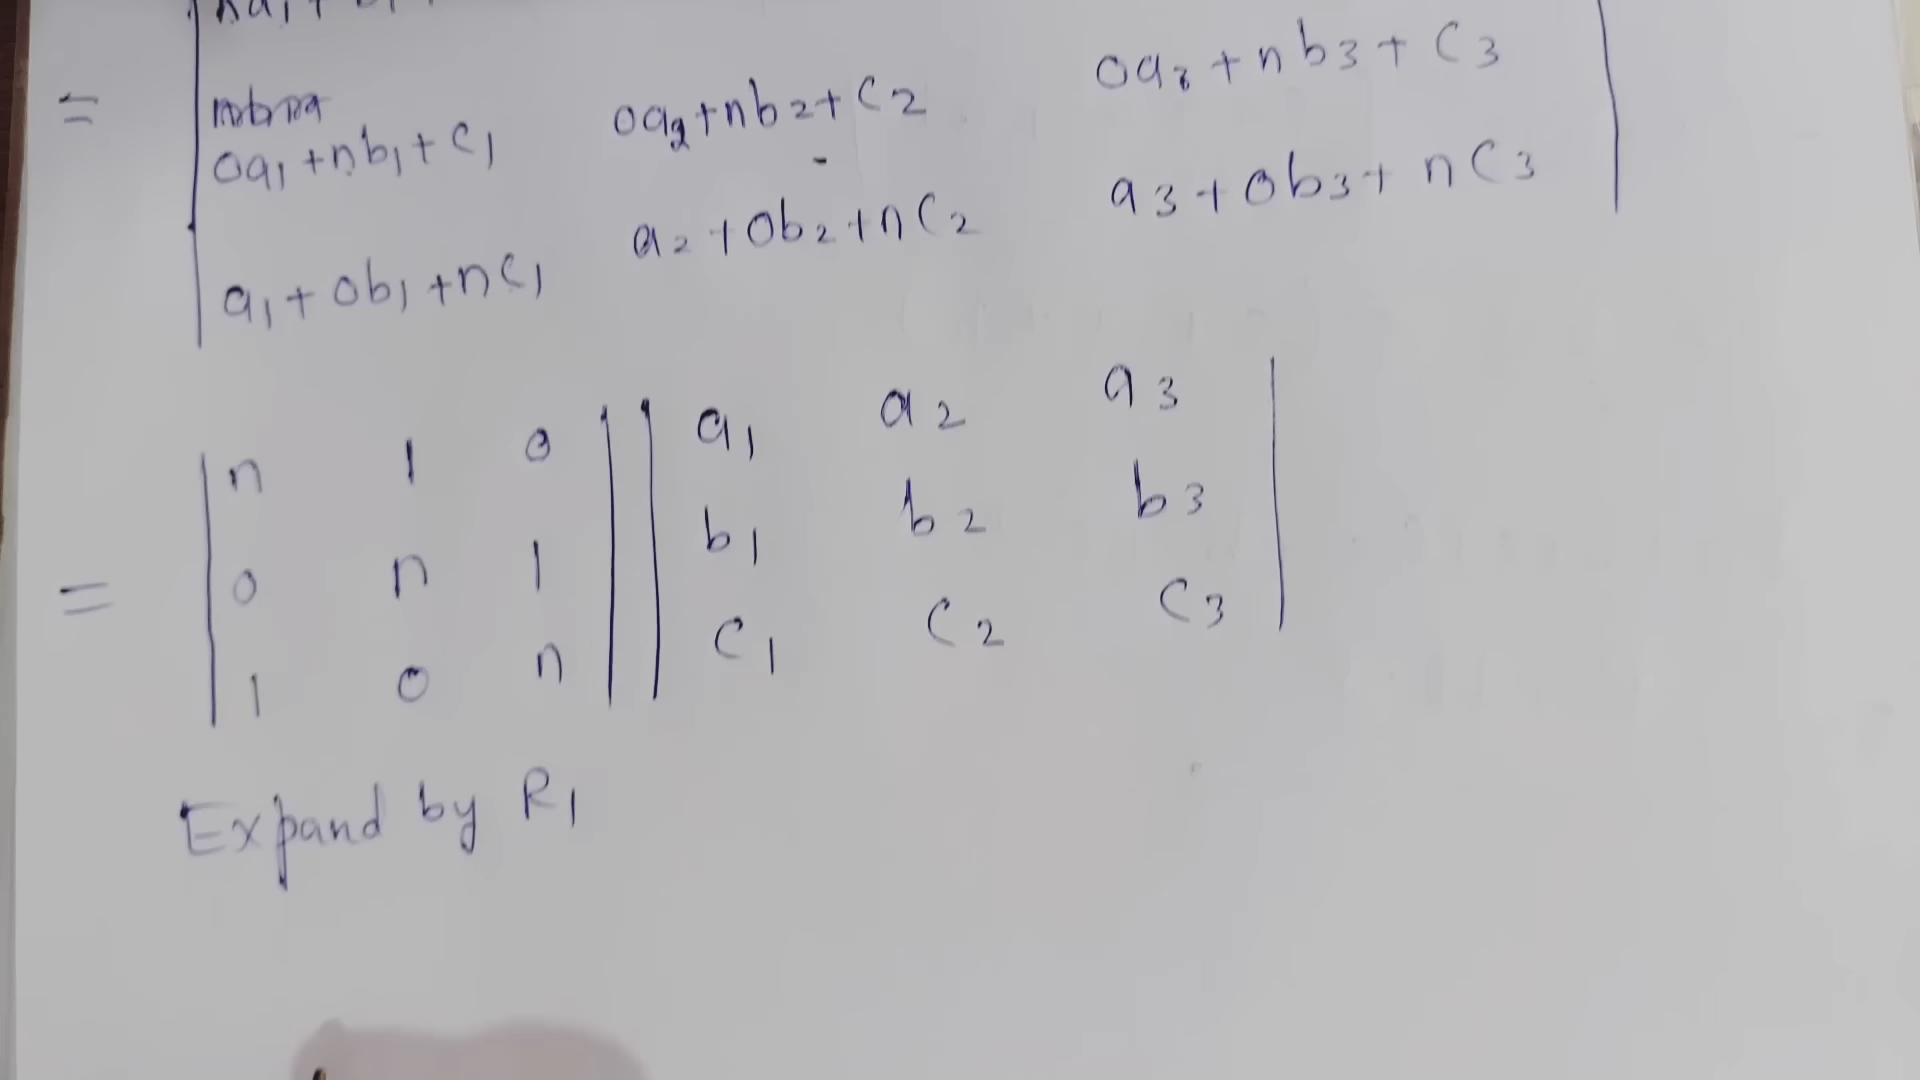 na1 +
= oa1 + nb1 + c1 oa2 + nb2 + c2 oa3 + nb3 + c3
a1 + ob1 + nc1 a2 + ob2 + nc2 a3 + ob3 + nc3
= | n 1 0 | | a1 a2 a3 |
| 0 n 1 | | b1 b2 b3 |
| 1 0 n | | c1 c2 c3 |
Expand by R1